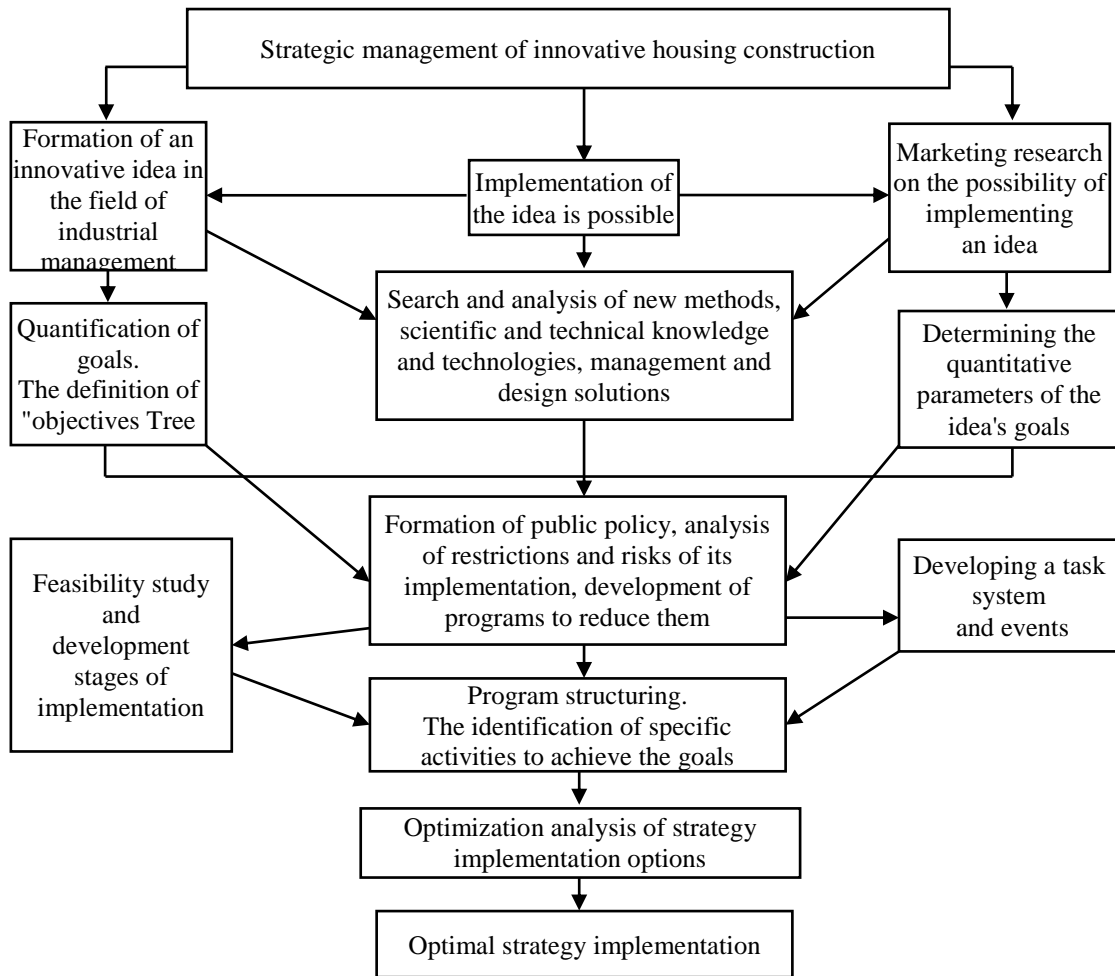 Strategic management of innovative housing construction
Formation of an
innovative idea in
the field of
industrial
management
Implementation of
the idea is possible
Marketing research
on the possibility of
implementing
an idea
Search and analysis of new methods,
scientific and technical knowledge
and technologies, management and
design solutions
Quantification of
goals.
The definition of
"objectives Tree
Determining the
quantitative
parameters of the
idea's goals
Formation of public policy, analysis
of restrictions and risks of its
implementation, development of
programs to reduce them
Feasibility study
and
development
stages of
implementation
Developing a task
system
and events
Program structuring.
The identification of specific
activities to achieve the goals
Optimization analysis of strategy
implementation options
Optimal strategy implementation